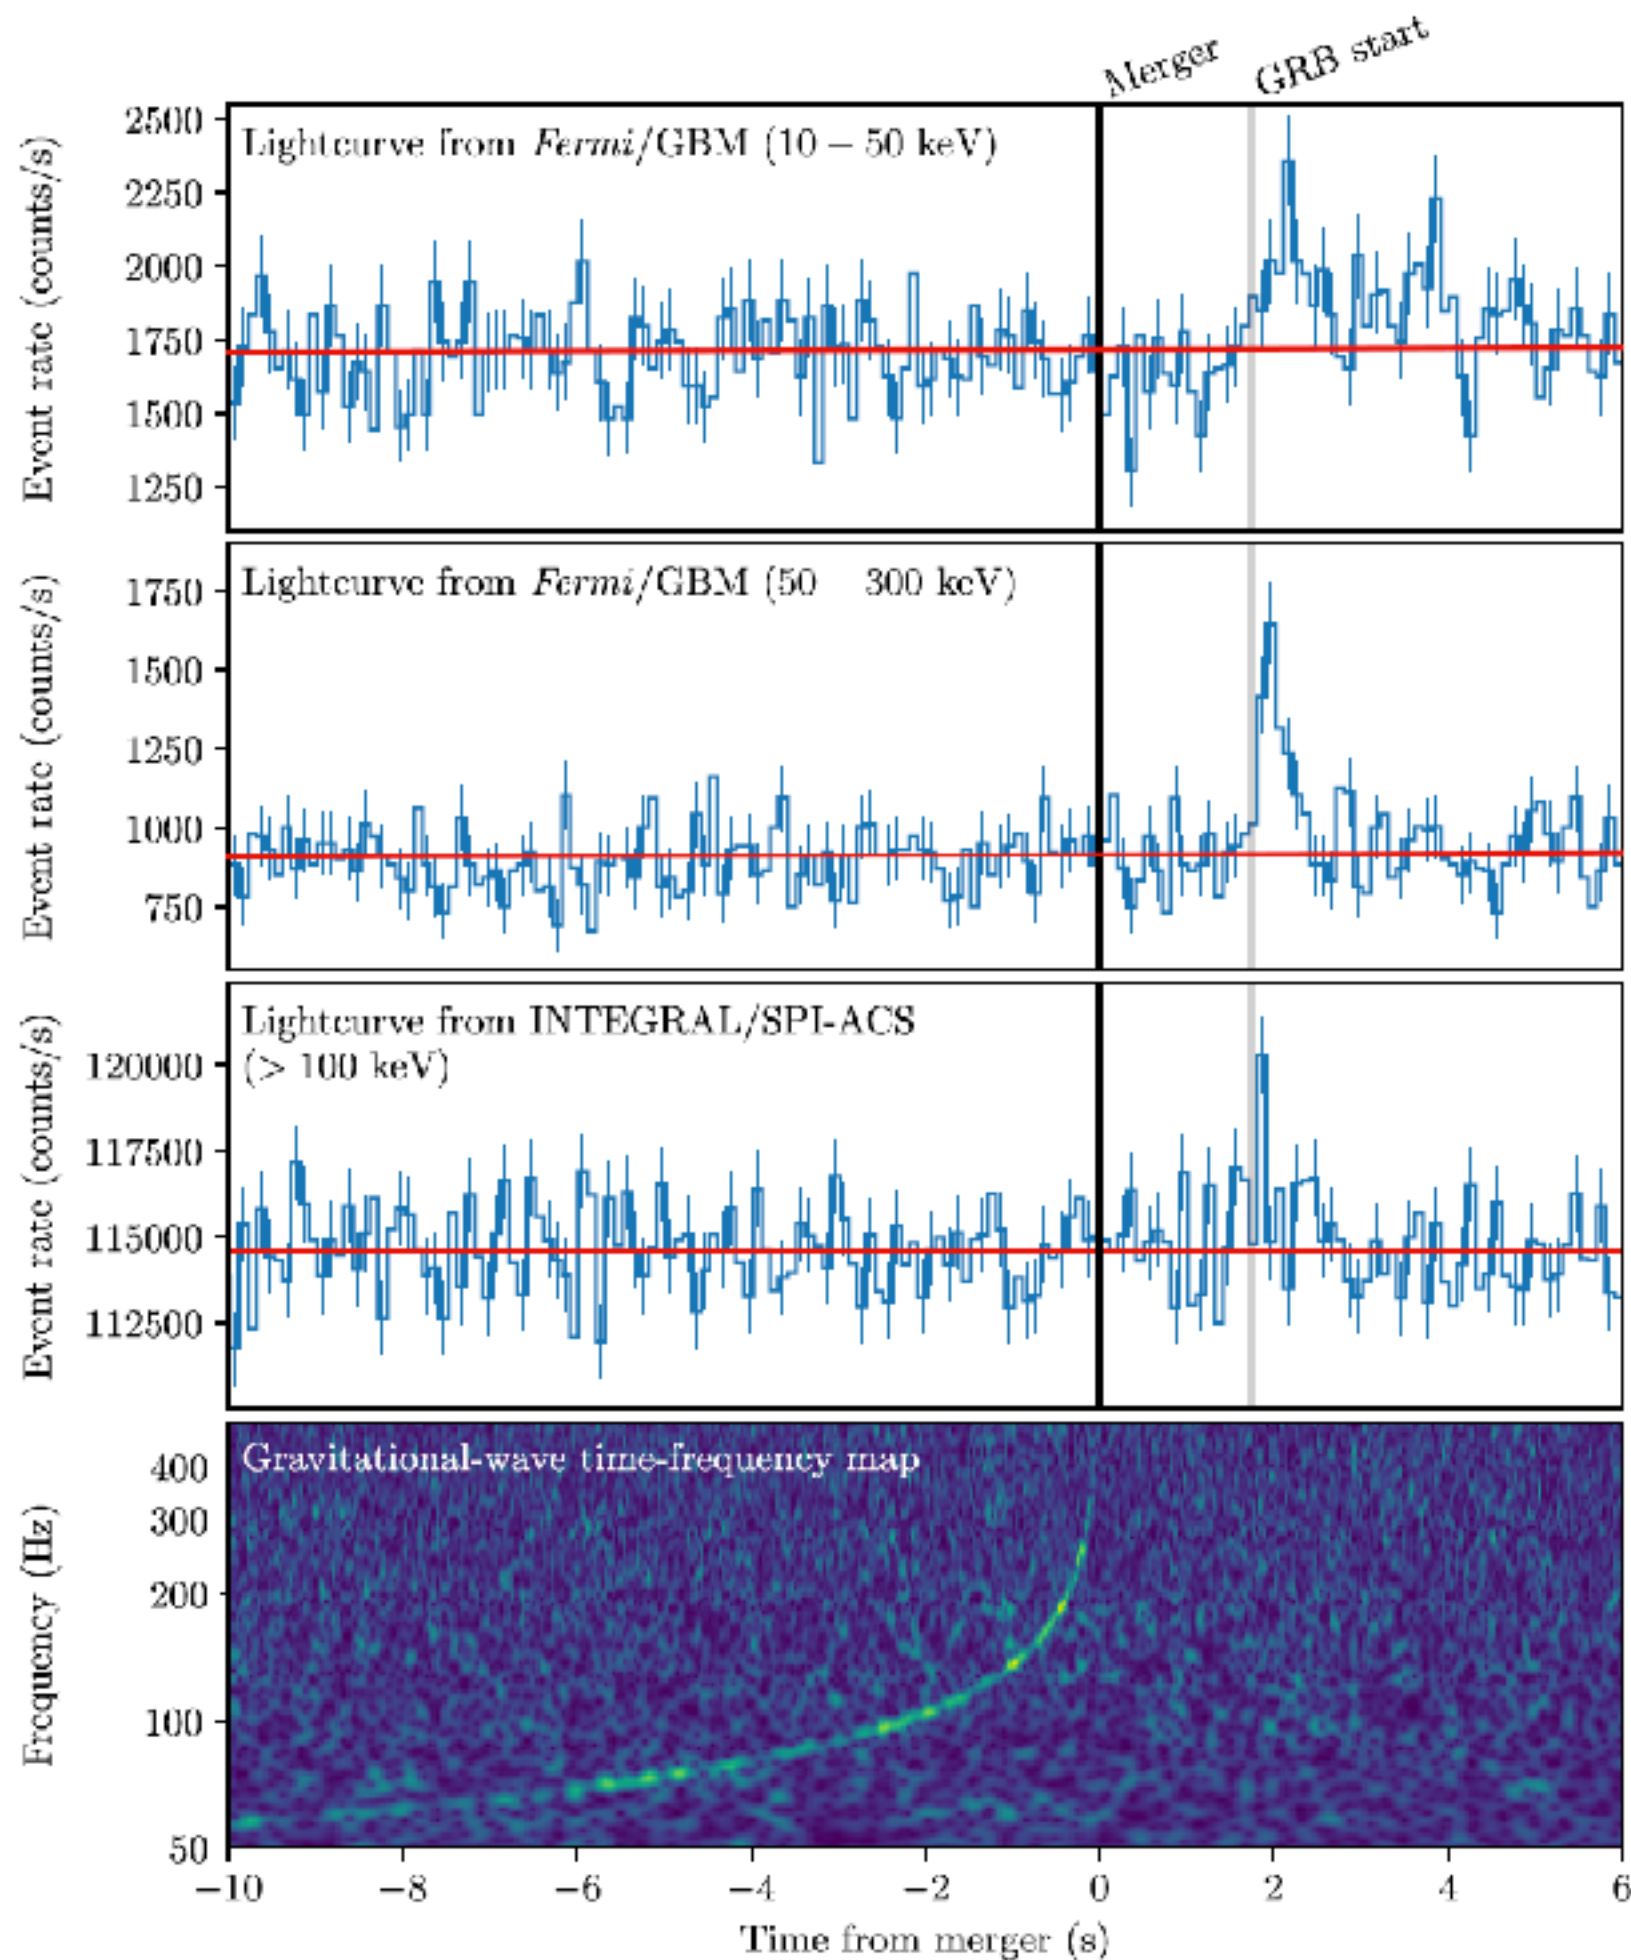 Merger
GRB start
Lightcurve from Fermi/GBM (10 – 50 keV)
Event rate (counts/s)
2500
2250
2000
1750
1500
1250
Lightcurve from Fermi/GBM (50   300 keV)
Event rate (counts/s)
1750
1500
1250
1000
750
Lightcurve from INTEGRAL/SPI-ACS
(> 100 keV)
Event rate (counts/s)
120000
117500
115000
112500
Gravitational-wave time-frequency map
Frequency (Hz)
400
300
200
100
50
−10 −8 −6 −4 −2 0 2 4 6
Time from merger (s)